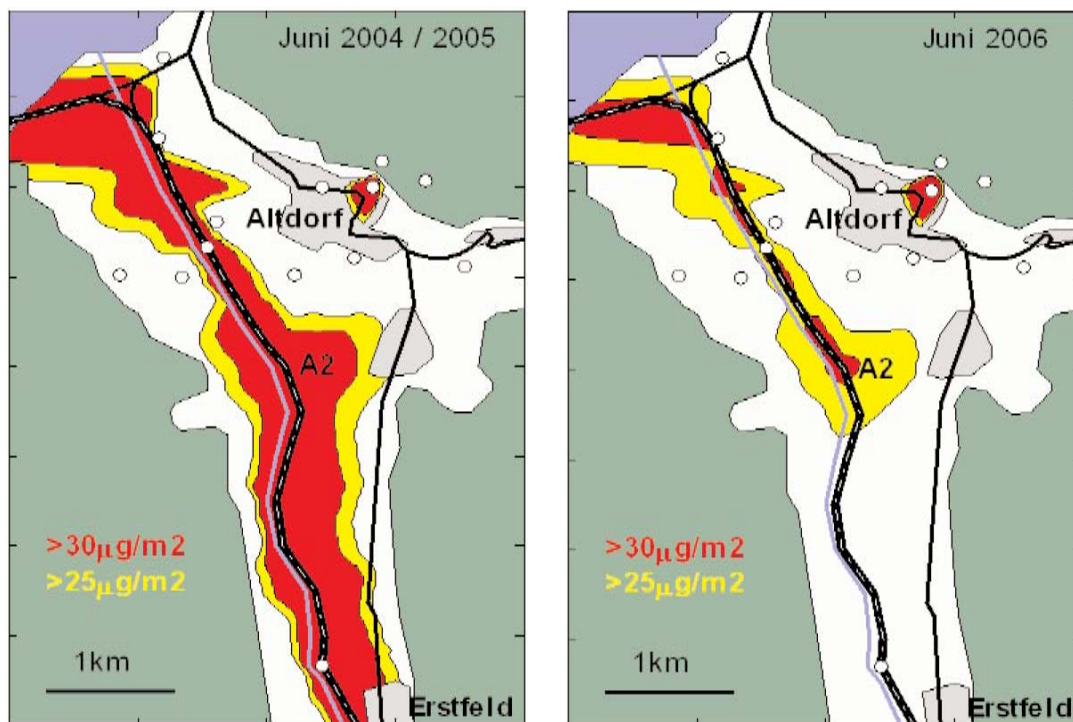 Juni 2004 / 2005
Altdorf
A2
>30µg/m2
>25µg/m2
1km
Erstfeld
Juni 2006
Altdorf
A2
>30µg/m2
>25µg/m2
1km
Erstfeld